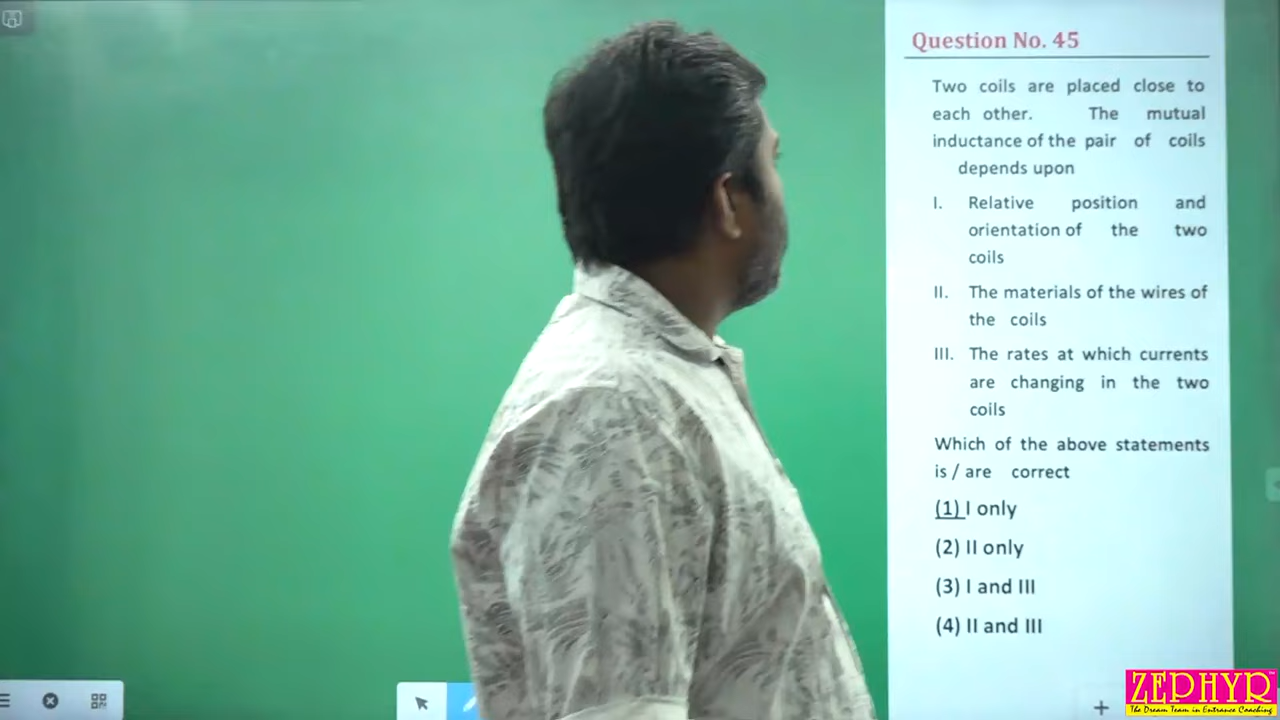 Question No. 45
Two coils are placed close to
each other. The mutual
inductance of the pair of coils
depends upon
I. Relative position and
orientation of the two
coils
II. The materials of the wires of
the coils
III. The rates at which currents
are changing in the two
coils
Which of the above statements
is / are correct
(1) I only
(2) II only
(3) I and III
(4) II and III
ZEPHYR
The Dream Team in Entrance Coaching